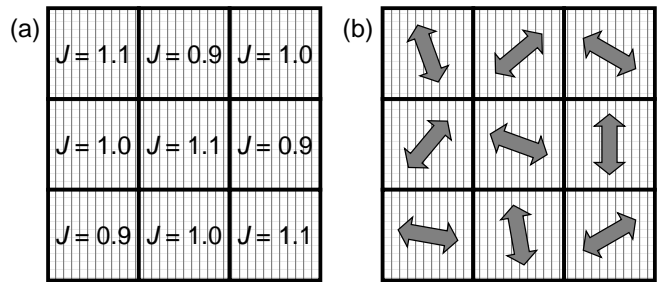 (a) (b)
J = 1.1 J = 0.9 J = 1.0
J = 1.0 J = 1.1 J = 0.9
J = 0.9 J = 1.0 J = 1.1